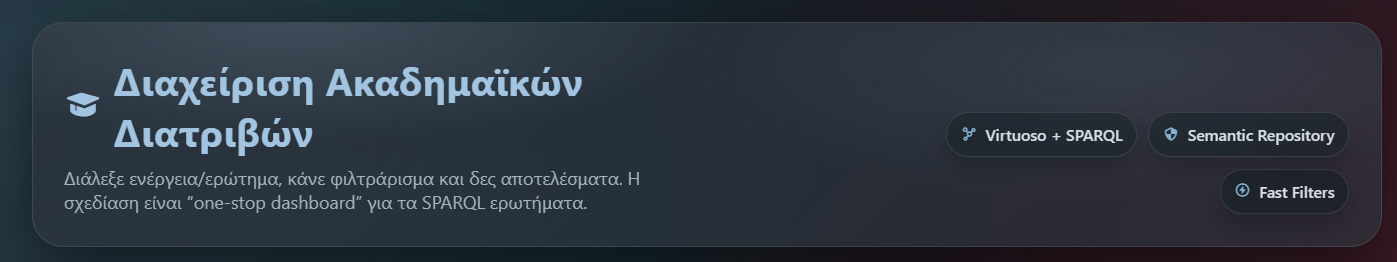 Διαχείριση Ακαδημαϊκών
Διατριβών
Διάλεξε ενέργεια/ερώτημα, κάνε φιλτράρισμα και δες αποτελέσματα. Η
σχεδίαση είναι “one-stop dashboard” για τα SPARQL ερωτήματα.
Virtuoso + SPARQL
Semantic Repository
Fast Filters